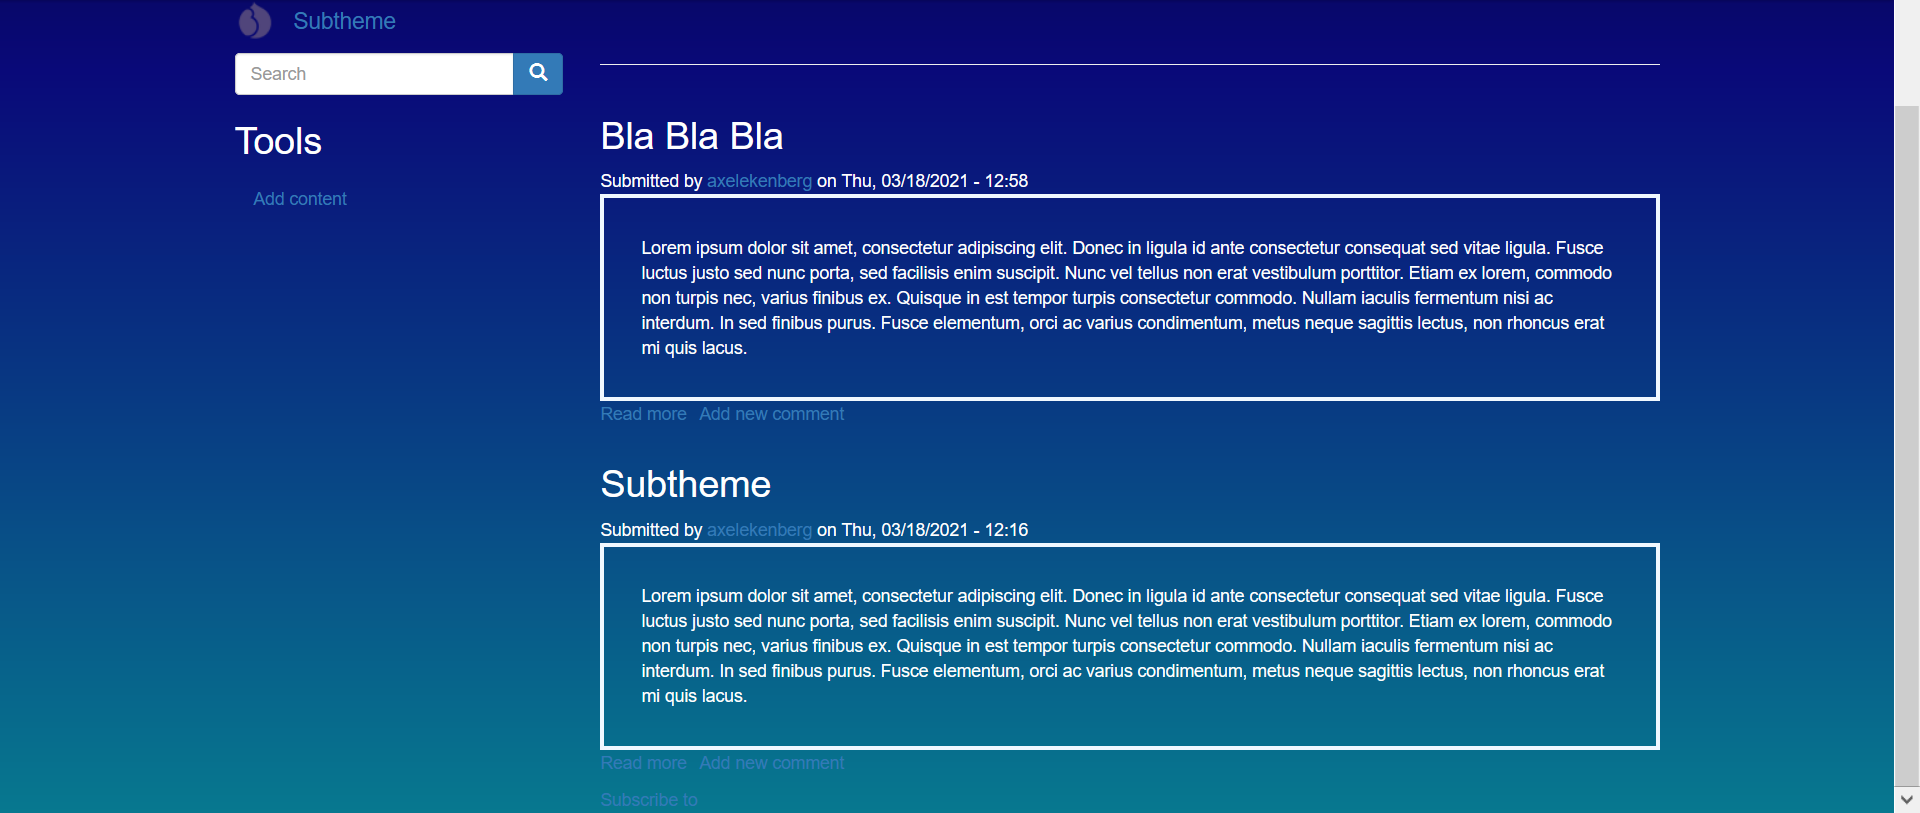 Subtheme
Search
Tools
Add content
Bla Bla Bla
Submitted by axelekenberg on Thu, 03/18/2021 - 12:58
Lorem ipsum dolor sit amet, consectetur adipiscing elit. Donec in ligula id ante consectetur consequat sed vitae ligula. Fusce
luctus justo sed nunc porta, sed facilisis enim suscipit. Nunc vel tellus non erat vestibulum porttitor. Etiam ex lorem, commodo
non turpis nec, varius finibus ex. Quisque in est tempor turpis consectetur commodo. Nullam iaculis fermentum nisi ac
interdum. In sed finibus purus. Fusce elementum, orci ac varius condimentum, metus neque sagittis lectus, non rhoncus erat
mi quis lacus.
Read more Add new comment
Subtheme
Submitted by axelekenberg on Thu, 03/18/2021 - 12:16
Lorem ipsum dolor sit amet, consectetur adipiscing elit. Donec in ligula id ante consectetur consequat sed vitae ligula. Fusce
luctus justo sed nunc porta, sed facilisis enim suscipit. Nunc vel tellus non erat vestibulum porttitor. Etiam ex lorem, commodo
non turpis nec, varius finibus ex. Quisque in est tempor turpis consectetur commodo. Nullam iaculis fermentum nisi ac
interdum. In sed finibus purus. Fusce elementum, orci ac varius condimentum, metus neque sagittis lectus, non rhoncus erat
mi quis lacus.
Read more Add new comment
Subscribe to